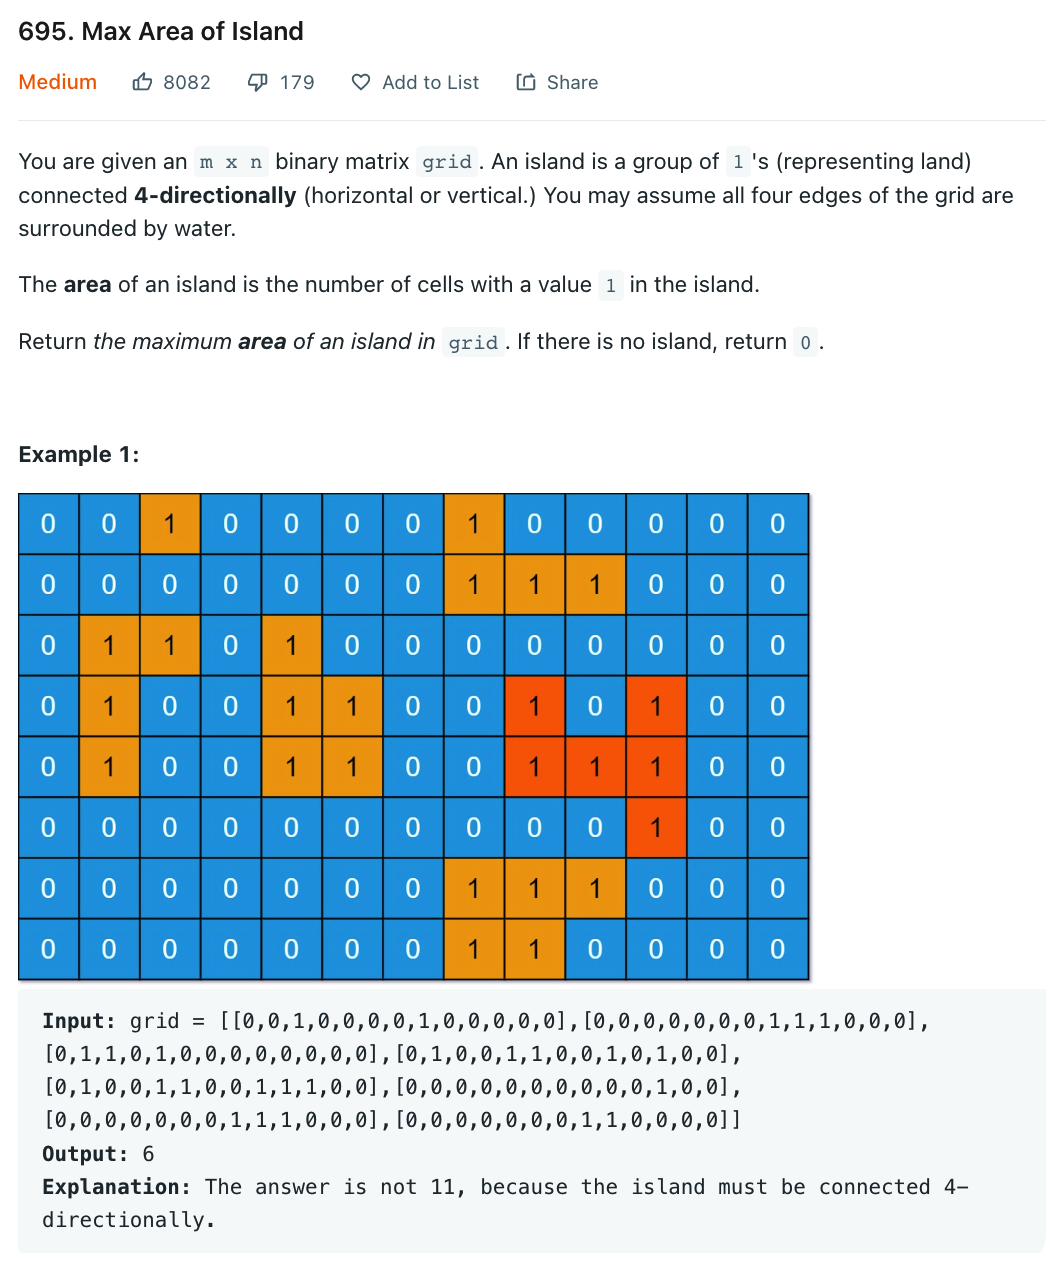 695. Max Area of Island
Medium 8082 179 Add to List Share
You are given an m x n binary matrix grid. An island is a group of 1's (representing land)
connected 4-directionally (horizontal or vertical.) You may assume all four edges of the grid are
surrounded by water.
The area of an island is the number of cells with a value 1 in the island.
Return the maximum area of an island in grid. If there is no island, return 0.
Example 1:
0 0 1 0 0 0 0 1 0 0 0 0 0
0 0 0 0 0 0 0 1 1 1 0 0 0
0 1 1 0 1 0 0 0 0 0 0 0 0
0 1 0 0 1 1 0 0 1 0 1 0 0
0 1 0 0 1 1 0 0 1 1 1 0 0
0 0 0 0 0 0 0 0 0 0 1 0 0
0 0 0 0 0 0 0 1 1 1 0 0 0
0 0 0 0 0 0 0 1 1 0 0 0 0
Input: grid = [[0,0,1,0,0,0,0,1,0,0,0,0,0],[0,0,0,0,0,0,0,1,1,1,0,0,0],
[0,1,1,0,1,0,0,0,0,0,0,0,0],[0,1,0,0,1,1,0,0,1,0,1,0,0],
[0,1,0,0,1,1,0,0,1,1,1,0,0],[0,0,0,0,0,0,0,0,0,0,1,0,0],
[0,0,0,0,0,0,0,1,1,1,0,0,0],[0,0,0,0,0,0,0,1,1,0,0,0,0]]
Output: 6
Explanation: The answer is not 11, because the island must be connected 4-
directionally.